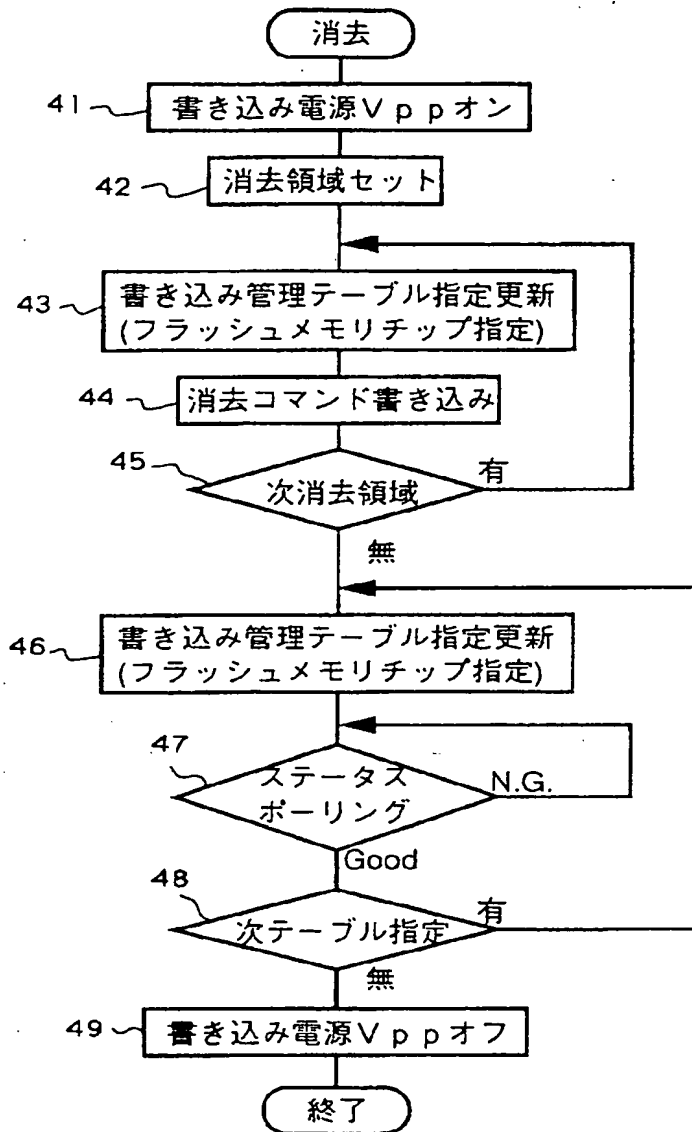 消去
41
書き込み電源Vppオン
42
消去領域セット
43
書き込み管理テーブル指定更新
(フラッシュメモリチップ指定)
44
消去コマンド書き込み
45
次消去領域
有
無
46
書き込み管理テーブル指定更新
(フラッシュメモリチップ指定)
47
ステータス
ポーリング
N.G.
Good
48
次テーブル指定
有
無
49
書き込み電源Vppオフ
終了